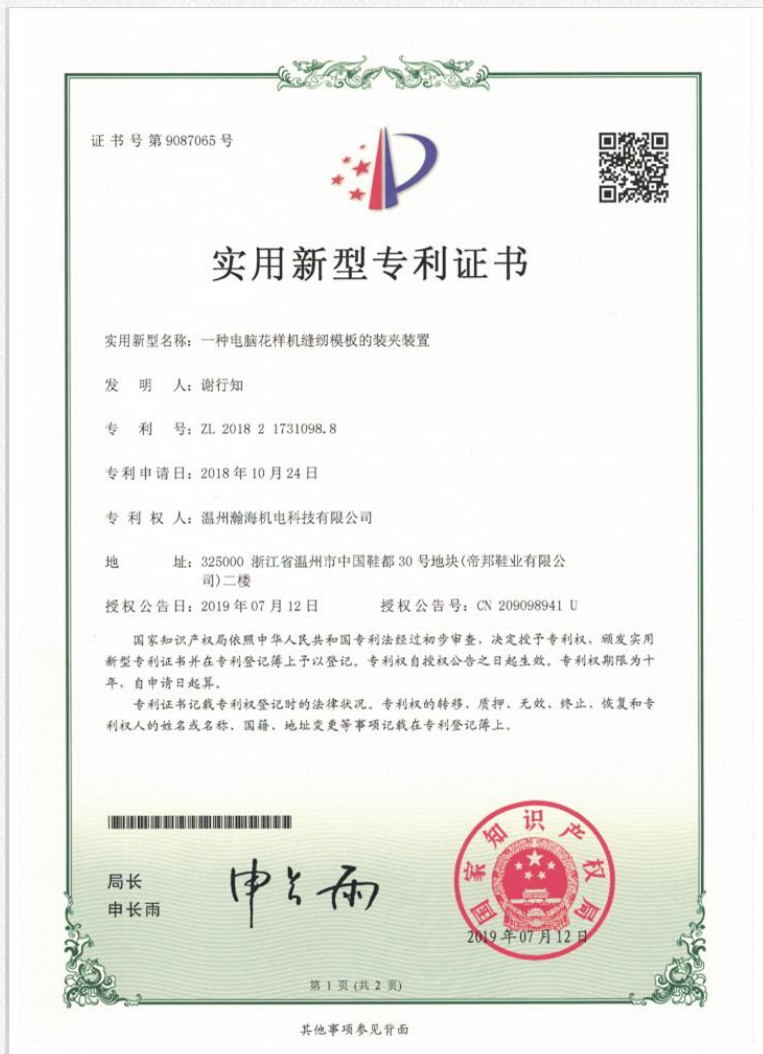 证书号第9087065号
实用新型专利证书
实用新型名称：一种电脑花样机缝纫模板的装夹装置
发明人：谢行知
专利号：ZL 2018 2 1731098.8
专利申请日：2018年10月24日
专利权人：温州瀚海机电科技有限公司
地址：325000 浙江省温州市中国鞋都30号地块(帝邦鞋业有限公
司)二楼
授权公告日：2019年07月12日 授权公告号：CN 209098941 U
国家知识产权局依照中华人民共和国专利法经过初步审查，决定授予专利权，颁发实用
新型专利证书并在专利登记簿上予以登记。专利权自授权公告之日起生效。专利权期限为十
年，自申请日起算。
专利证书记载专利权登记时的法律状况。专利权的转移、质押、无效、终止、恢复和专
利权人的姓名或名称、国籍、地址变更等事项记载在专利登记簿上。
局长
申长雨
申长雨
国家知识产权局
2019年07月12日
第 1 页 (共 2 页)
其他事项参见背面